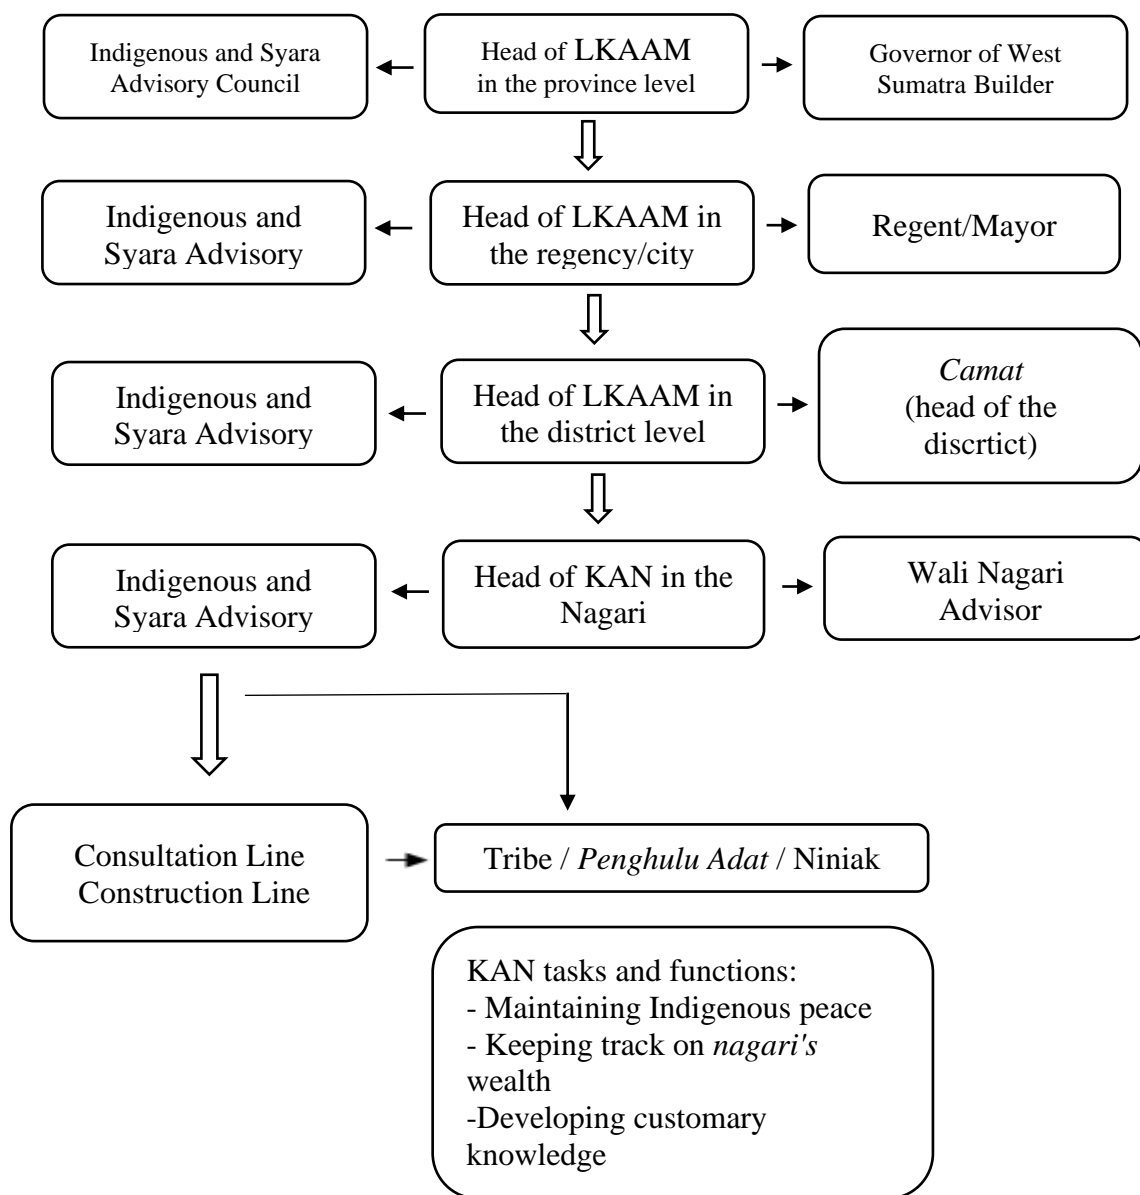 Indigenous and Syara
Advisory Council
Head of LKAAM
in the province level
Governor of West
Sumatra Builder
Indigenous and
Syara Advisory
Head of LKAAM in
the regency/city
Regent/Mayor
Indigenous and
Syara Advisory
Head of LKAAM in
the district level
Camat
(head of the
discrtict)
Indigenous and
Syara Advisory
Head of KAN in the
Nagari
Wali Nagari
Advisor
Consultation Line
Construction Line
Tribe / Penghulu Adat / Niniak
KAN tasks and functions:
- Maintaining Indigenous peace
- Keeping track on nagari's
wealth
-Developing customary
knowledge